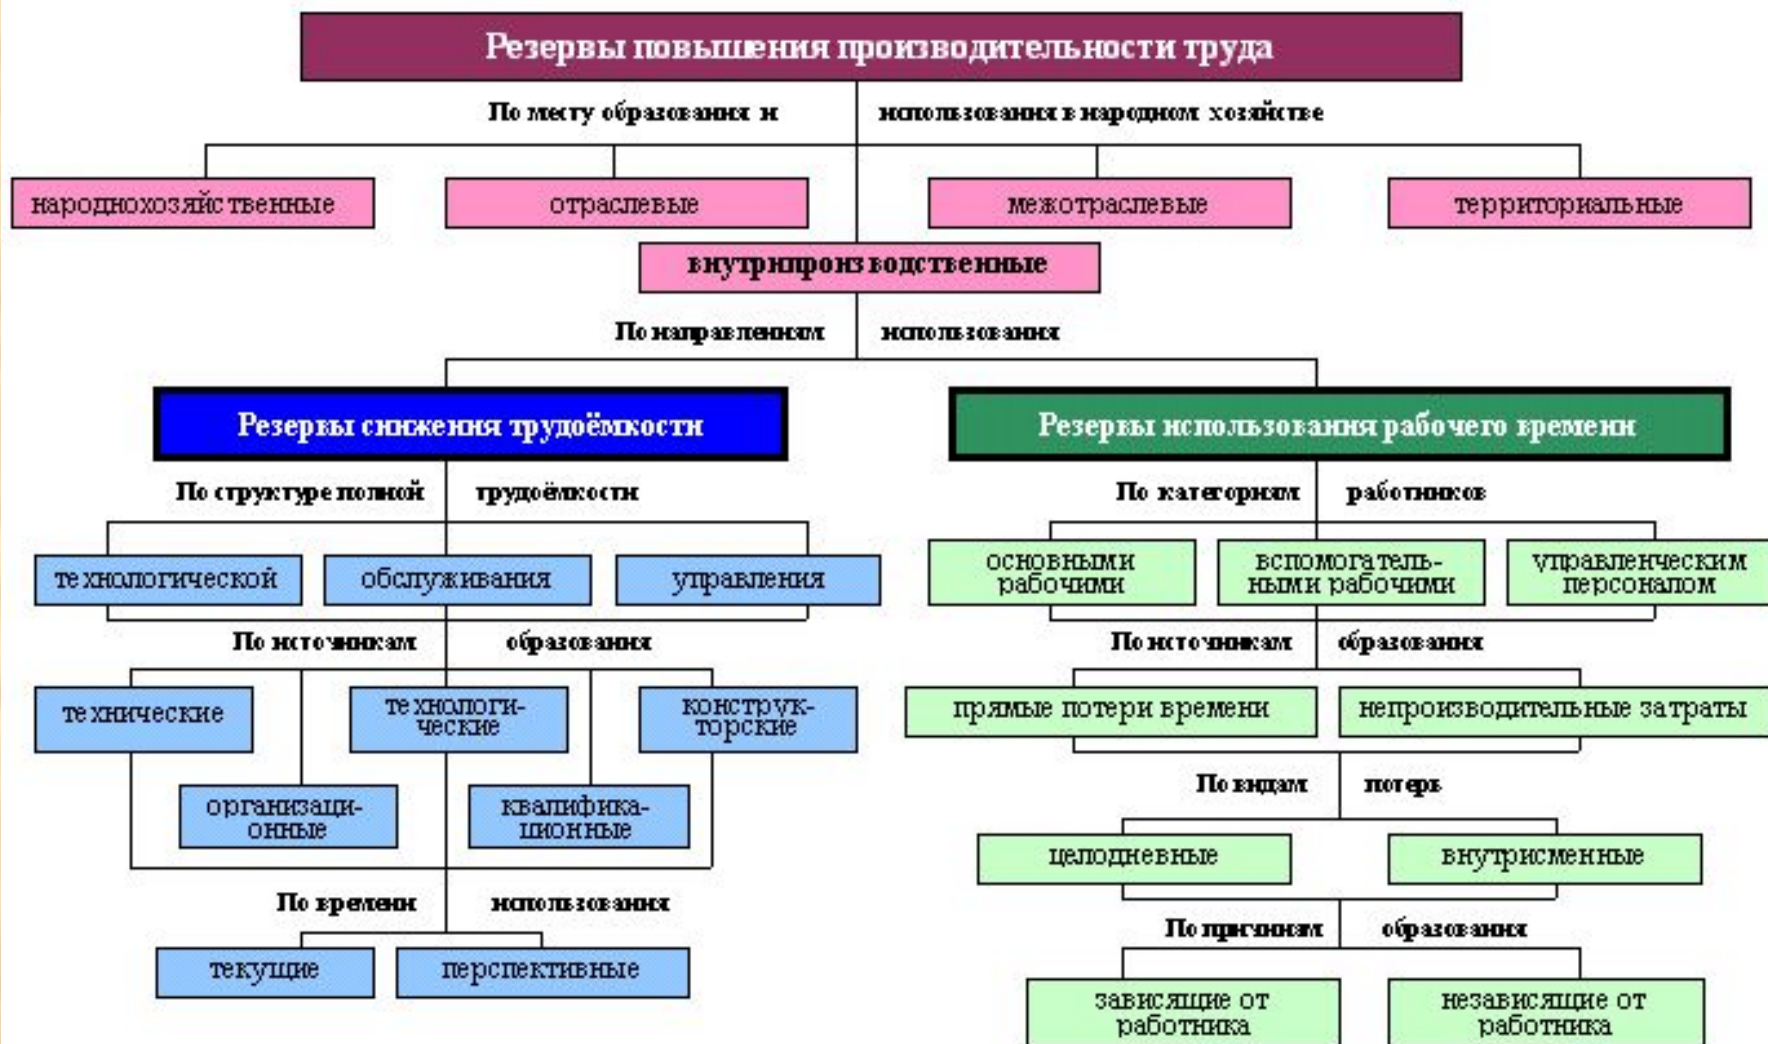 Резервы повышения производительности труда
По месту образования и использования в народном хозяйстве
народнохозяйственные
отраслевые
межотраслевые
территориальные
внутрипроизводственные
По направлениям использования
Резервы снижения трудоёмкости
Резервы использования рабочего времени
По структуре полной трудоёмкости
По категориям работников
технологической
обслуживания
управления
основными
рабочими
вспомогатель-
ными рабочими
управленческим
персоналом
По источникам образования
По источникам образования
технические
технологи-
ческие
конструк-
торские
прямые потери времени
непроизводительные затраты
организаци-
онные
квалифика-
ционные
По видам потерь
целодневные
внутрисменные
По времени использования
По причинам образования
текущие
перспективные
зависящие от
работника
независящие от
работника